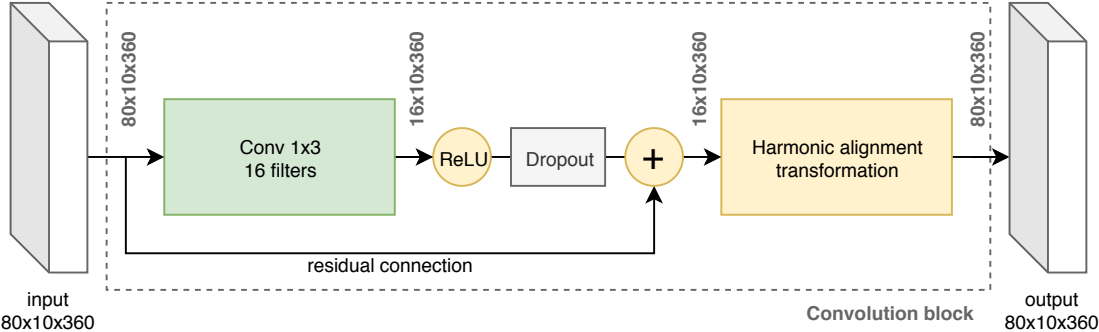 80x10x360
16x10x360
16x10x360
80x10x360
Conv 1x3
16 filters
ReLU
Dropout
+
Harmonic alignment
transformation
residual connection
input
80x10x360
Convolution block
output
80x10x360